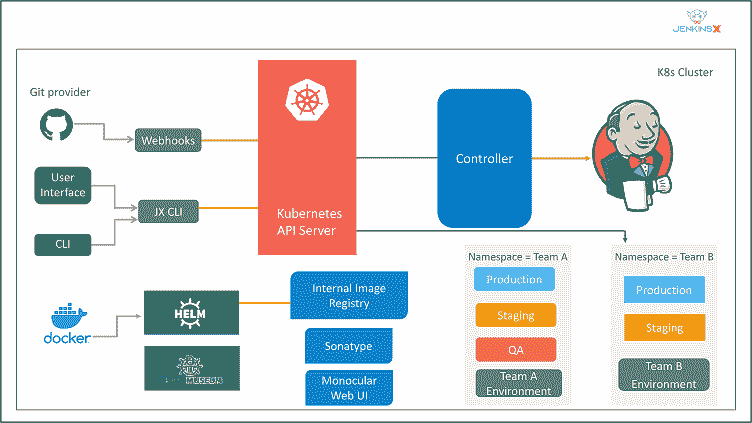 JENKINS X
K8s Cluster
Git provider
Webhooks
User
Interface
JX CLI
CLI
Kubernetes
API Server
Controller
Namespace = Team A
Production
Staging
QA
Team A
Environment
Namespace = Team B
Production
Staging
Team B
Environment
docker
HELM
MUSEUM
Internal Image
Registry
Sonatype
Monocular
Web UI